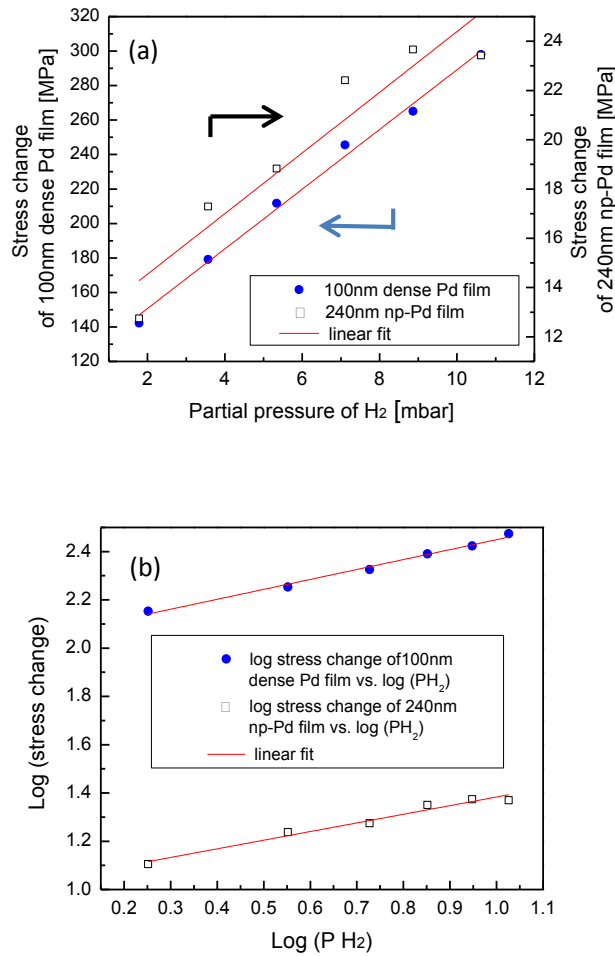 (a)
300
280
260
240
220
200
180
160
140
120
24
22
20
18
16
14
12
Stress change
of 100nm dense Pd film [MPa]
Stress change
of 240nm np-Pd film [MPa]
100nm dense Pd film
240nm np-Pd film
linear fit
2 4 6 8 10 12
Partial pressure of H2 [mbar]
(b)
2.4
2.2
2.0
1.8
1.6
1.4
1.2
1.0
Log (stress change)
log stress change of100nm
dense Pd film vs. log (PH2)
log stress change of 240nm
np-Pd film vs. log (PH2)
linear fit
0.2 0.3 0.4 0.5 0.6 0.7 0.8 0.9 1.0 1.1
Log (P H2)